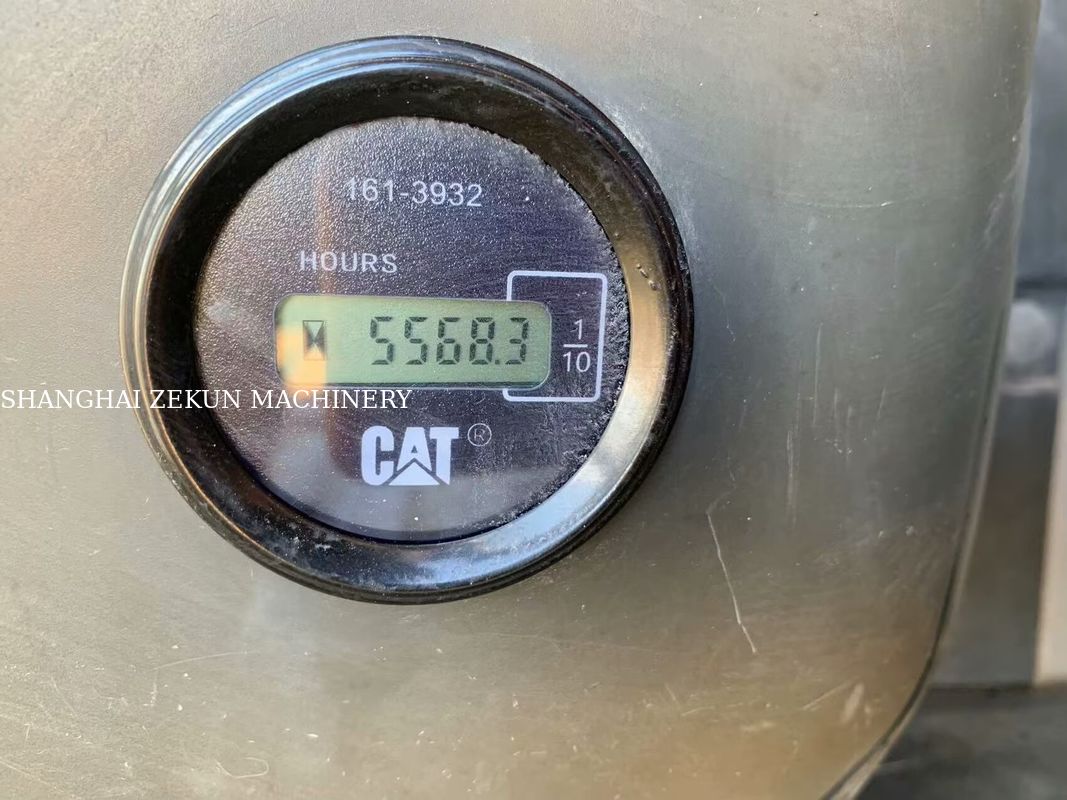 161-3932
HOURS
5568.3
1
10
SHANGHAI ZEKUN MACHINERY
CAT ®